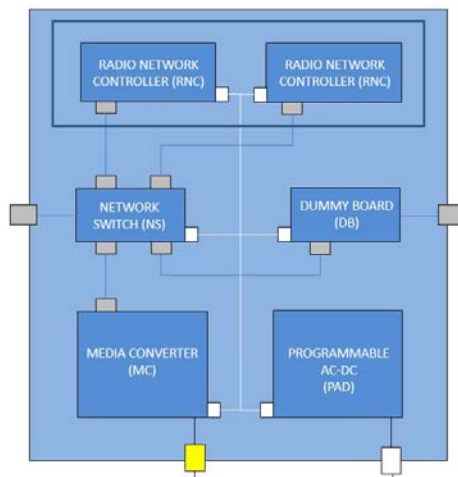 RADIO NETWORK
CONTROLLER (RNC)
RADIO NETWORK
CONTROLLER (RNC)
NETWORK
SWITCH (NS)
DUMMY BOARD
(DB)
MEDIA CONVERTER
(MC)
PROGRAMMABLE
AC-DC
(PAD)